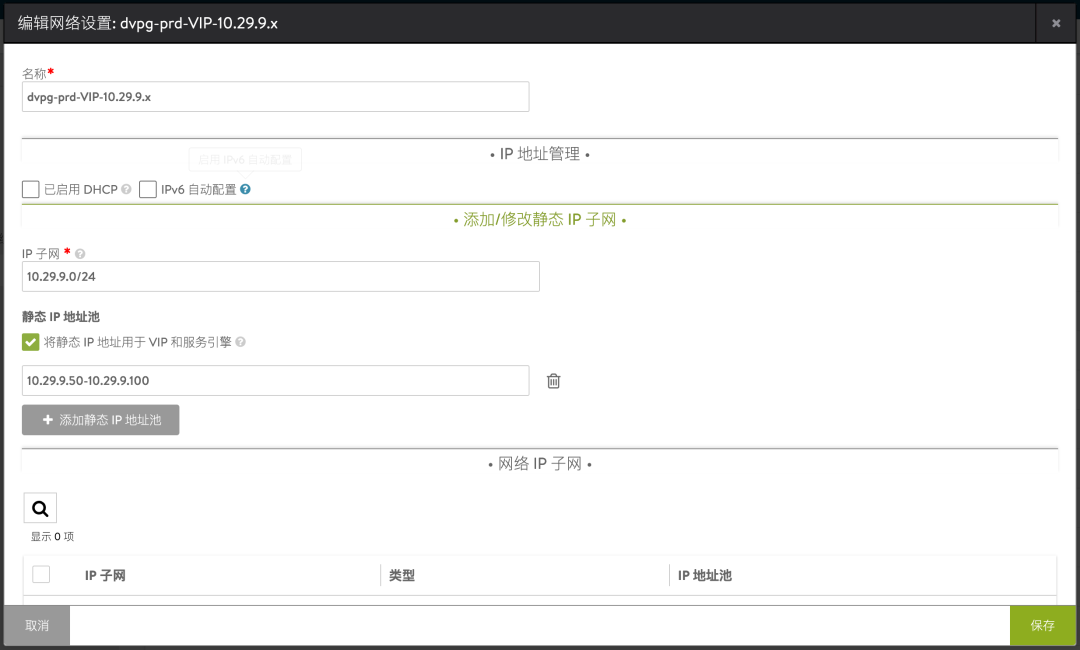 编辑网络设置: dvpg-prd-VIP-10.29.9.x
名称*
dvpg-prd-VIP-10.29.9.x
• IP 地址管理 •
启用 IPv6 自动配置
已启用 DHCP ? IPv6 自动配置 ?
• 添加/修改静态 IP 子网 •
IP 子网 * ?
10.29.9.0/24
静态 IP 地址池
将静态 IP 地址用于 VIP 和服务引擎 ?
10.29.9.50-10.29.9.100
+ 添加静态 IP 地址池
• 网络 IP 子网 •
显示 0 项
IP 子网 类型 IP 地址池
取消 保存